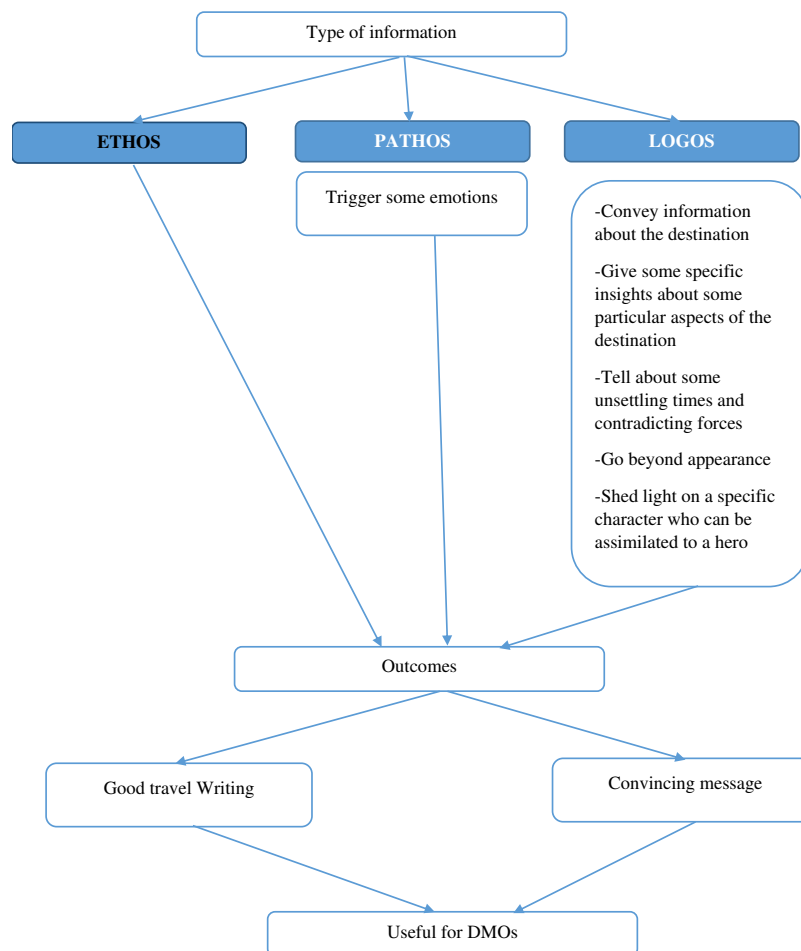 Type of information
ETHOS
PATHOS
LOGOS
Trigger some emotions
-Convey information
about the destination
-Give some specific
insights about some
particular aspects of the
destination
-Tell about some
unsettling times and
contradicting forces
-Go beyond appearance
-Shed light on a specific
character who can be
assimilated to a hero
Outcomes
Good travel Writing
Convincing message
Useful for DMOs